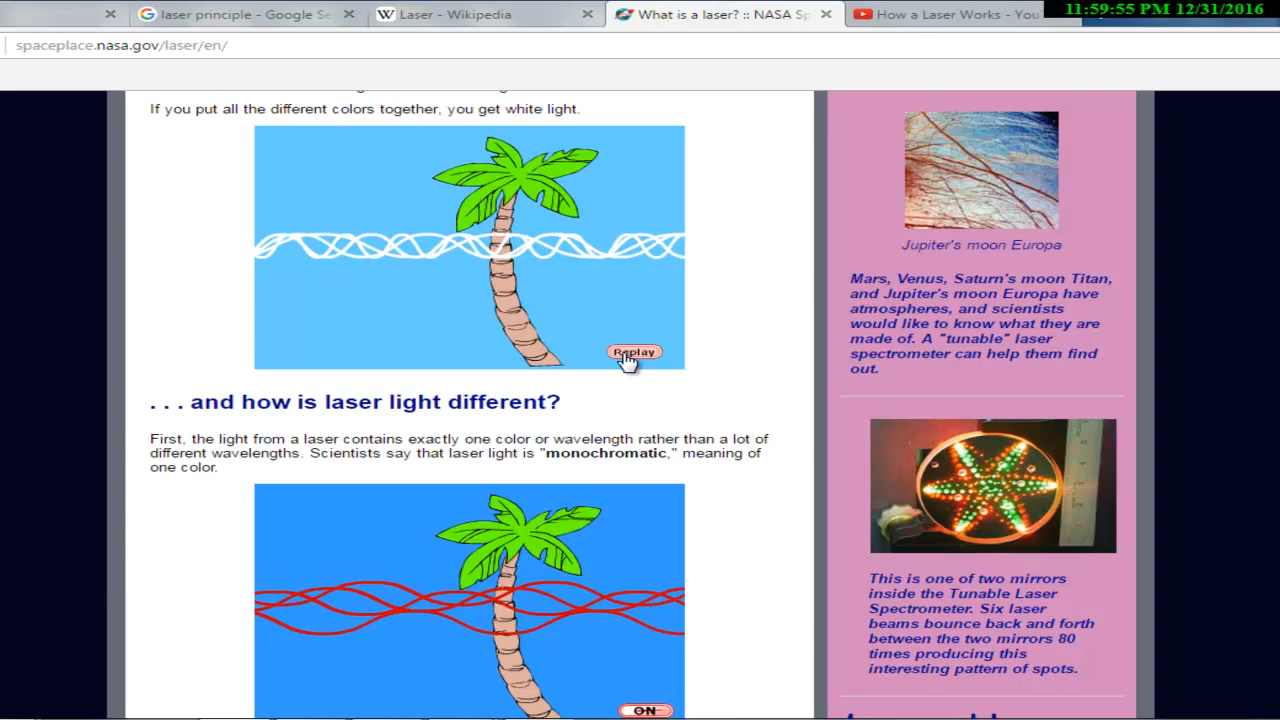 laser principle - Google Se
Laser - Wikipedia
What is a laser? :: NASA Sp
How a Laser Works - You
11:59:55 PM 12/31/2016
spaceplace.nasa.gov/laser/en/
If you put all the different colors together, you get white light.
Replay
. . . and how is laser light different?
First, the light from a laser contains exactly one color or wavelength rather than a lot of
different wavelengths. Scientists say that laser light is "monochromatic," meaning of
one color.
ON
Jupiter's moon Europa
Mars, Venus, Saturn's moon Titan,
and Jupiter's moon Europa have
atmospheres, and scientists
would like to know what they are
made of. A "tunable" laser
spectrometer can help them find
out.
This is one of two mirrors
inside the Tunable Laser
Spectrometer. Six laser
beams bounce back and forth
between the two mirrors 80
times producing this
interesting pattern of spots.